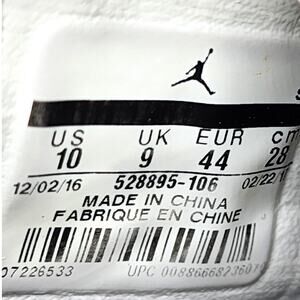 US UK EUR CM
10 9 44 28
12/02/16 528895-106 02/22/1
MADE IN CHINA
FABRIQUE EN CHINE
07226533 UPC 00886668236070